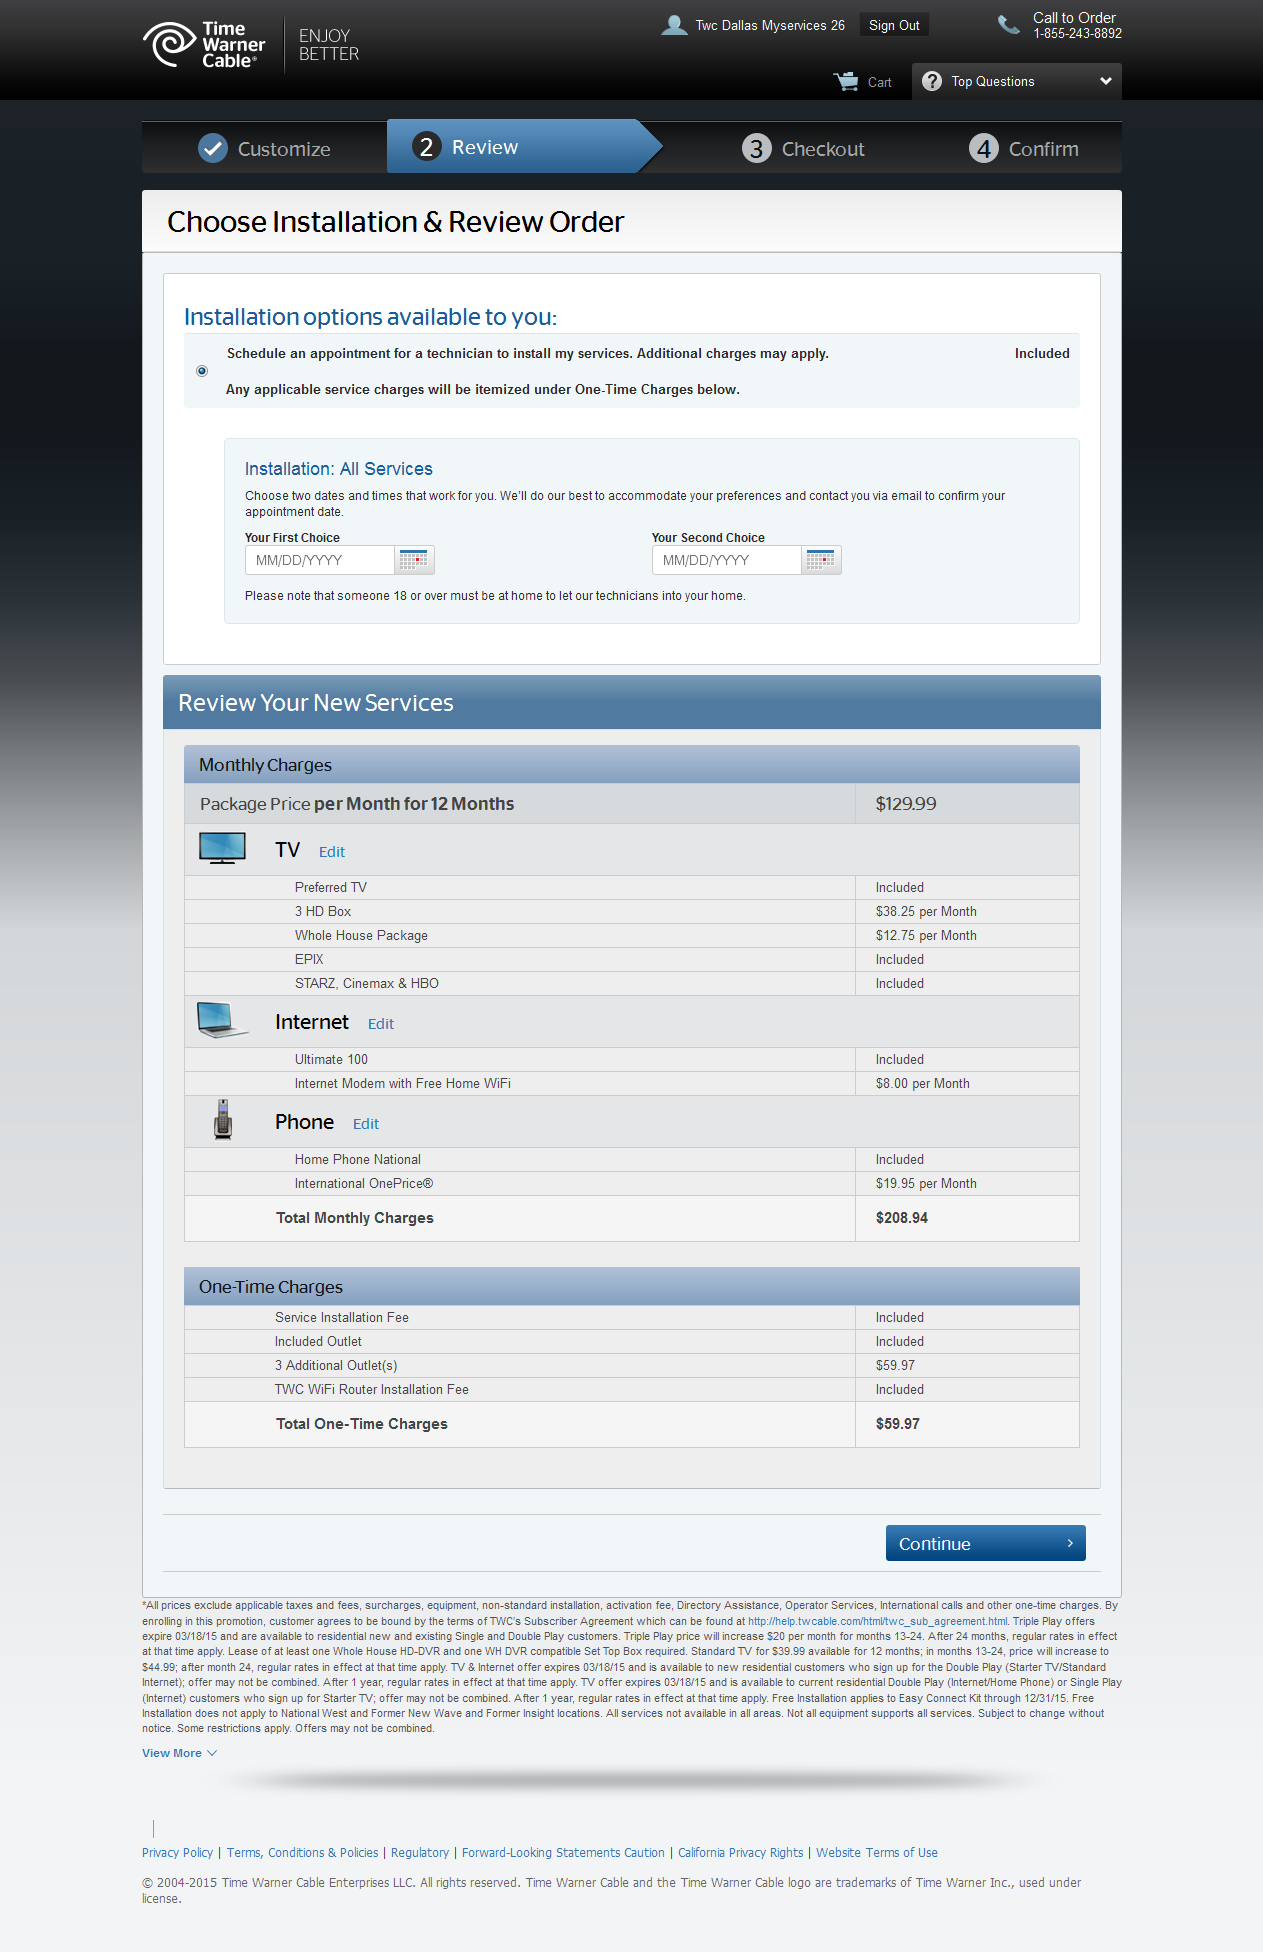 Time
Warner
Cable®
ENJOY
BETTER
Twc Dallas Myservices 26
Sign Out
Call to Order
1-855-243-8892
Cart
? Top Questions
Customize
2 Review
3 Checkout
4 Confirm
Choose Installation & Review Order
Installation options available to you:
Schedule an appointment for a technician to install my services. Additional charges may apply. Included
Any applicable service charges will be itemized under One-Time Charges below.
Installation: All Services
Choose two dates and times that work for you. We'll do our best to accommodate your preferences and contact you via email to confirm your
appointment date.
Your First Choice Your Second Choice
MM/DD/YYYY MM/DD/YYYY
Please note that someone 18 or over must be at home to let our technicians into your home.
Review Your New Services
Monthly Charges
Package Price per Month for 12 Months $129.99
TV Edit
Preferred TV Included
3 HD Box $38.25 per Month
Whole House Package $12.75 per Month
EPIX Included
STARZ, Cinemax & HBO Included
Internet Edit
Ultimate 100 Included
Internet Modem with Free Home WiFi $8.00 per Month
Phone Edit
Home Phone National Included
International OnePrice® $19.95 per Month
Total Monthly Charges $208.94
One-Time Charges
Service Installation Fee Included
Included Outlet Included
3 Additional Outlet(s) $59.97
TWC WiFi Router Installation Fee Included
Total One-Time Charges $59.97
Continue
*All prices exclude applicable taxes and fees, surcharges, equipment, non-standard installation, activation fee, Directory Assistance, Operator Services, International calls and other one-time charges. By
enrolling in this promotion, customer agrees to be bound by the terms of TWC's Subscriber Agreement which can be found at http://help.twcable.com/html/twc_sub_agreement.html. Triple Play offers
expire 03/18/15 and are available to residential new and existing Single and Double Play customers. Triple Play price will increase $20 per month for months 13-24. After 24 months, regular rates in effect
at that time apply. Lease of at least one Whole House HD-DVR and one WH DVR compatible Set Top Box required. Standard TV for $39.99 available for 12 months; in months 13-24, price will increase to
$44.99; after month 24, regular rates in effect at that time apply. TV & Internet offer expires 03/18/15 and is available to new residential customers who sign up for the Double Play (Starter TV/Standard
Internet); offer may not be combined. After 1 year, regular rates in effect at that time apply. TV offer expires 03/18/15 and is available to current residential Double Play (Internet/Home Phone) or Single Play
(Internet) customers who sign up for Starter TV; offer may not be combined. After 1 year, regular rates in effect at that time apply. Free Installation applies to Easy Connect Kit through 12/31/15. Free
Installation does not apply to National West and Former New Wave and Former Insight locations. All services not available in all areas. Not all equipment supports all services. Subject to change without
notice. Some restrictions apply. Offers may not be combined.
View More
Privacy Policy | Terms, Conditions & Policies | Regulatory | Forward-Looking Statements Caution | California Privacy Rights | Website Terms of Use
© 2004-2015 Time Warner Cable Enterprises LLC. All rights reserved. Time Warner Cable and the Time Warner Cable logo are trademarks of Time Warner Inc., used under
license.